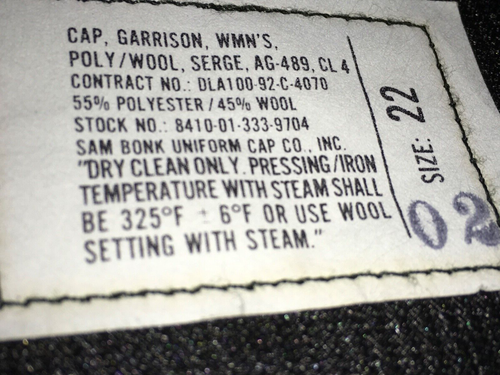 CAP, GARRISON, WMN'S,
POLY/WOOL, SERGE, AG-489, CL 4
CONTRACT NO.: DLA100-92-C-4070
55% POLYESTER / 45% WOOL
STOCK NO.: 8410-01-333-9704
SAM BONK UNIFORM CAP CO., INC.
"DRY CLEAN ONLY. PRESSING/IRON
TEMPERATURE WITH STEAM SHALL
BE 325°F ± 6°F OR USE WOOL
SETTING WITH STEAM."
SIZE: 22
02